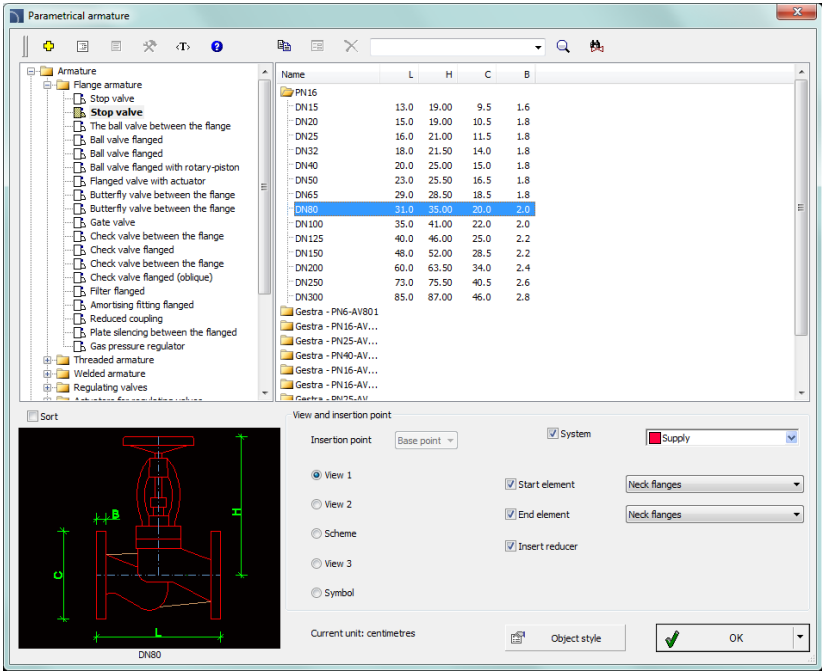 Parametrical armature
<T>
Armature
Flange armature
Stop valve
Stop valve
The ball valve between the flange
Ball valve flanged
Ball valve flanged
Ball valve flanged with rotary-piston
Flanged valve with actuator
Butterfly valve between the flange
Butterfly valve between the flange
Gate valve
Check valve between the flange
Check valve flanged
Check valve between the flange
Check valve flanged (oblique)
Filter flanged
Amortising fitting flanged
Reduced coupling
Plate silencing between the flanged
Gas pressure regulator
Threaded armature
Welded armature
Regulating valves
Actuators for regulating valves
Name L H C B
PN16
DN15 13.0 19.00 9.5 1.6
DN20 15.0 19.00 10.5 1.8
DN25 16.0 21.00 11.5 1.8
DN32 18.0 21.50 14.0 1.8
DN40 20.0 25.00 15.0 1.8
DN50 23.0 25.50 16.5 1.8
DN65 29.0 28.50 18.5 1.8
DN80 31.0 35.00 20.0 2.0
DN100 35.0 41.00 22.0 2.0
DN125 40.0 46.00 25.0 2.2
DN150 48.0 52.00 28.5 2.2
DN200 60.0 63.50 34.0 2.4
DN250 73.0 75.50 40.5 2.6
DN300 85.0 87.00 46.0 2.8
Gestra - PN6-AV801
Gestra - PN16-AV...
Gestra - PN25-AV...
Gestra - PN40-AV...
Gestra - PN16-AV...
Gestra - PN16-AV...
Gestra - PN25-AV
Sort
B
H
C
L
DN80
View and insertion point
Insertion point Base point
View 1
View 2
Scheme
View 3
Symbol
System Supply
Start element Neck flanges
End element Neck flanges
Insert reducer
Current unit: centimetres
Object style
OK